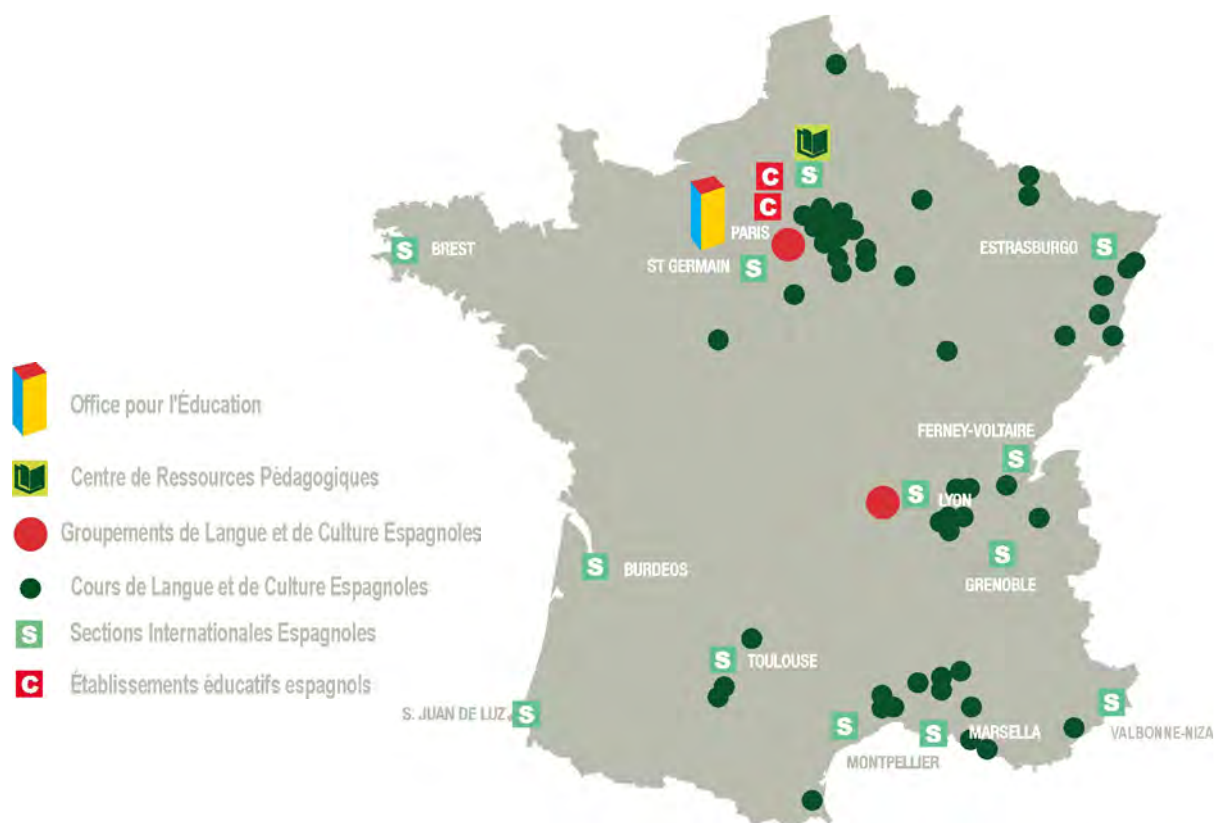 C
S
C
PARIS
ST GERMAIN
S
S
BREST
ESTRASBURGO
S
Office pour l'Éducation
Centre de Ressources Pédagogiques
Groupements de Langue et de Culture Espagnoles
Cours de Langue et de Culture Espagnoles
S
Sections Internationales Espagnoles
C
Établissements éducatifs espagnols
FERNEY-VOLTAIRE
S
S
LYON
S
GRENOBLE
S
BURDEOS
S
TOULOUSE
S. JUAN DE LUZ
S
S
MONTPELLIER
S
MARSELLA
S
VALBONNE-NIZA